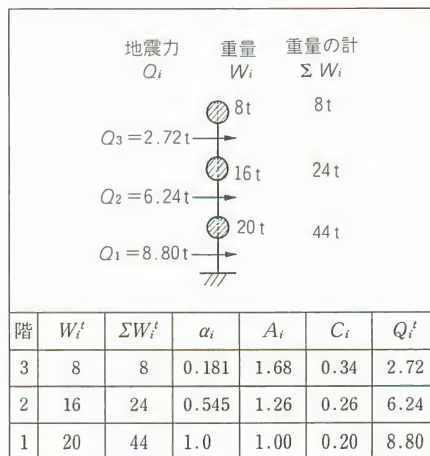 地震力 重量 重量の計
Qi Wi Σ Wi
8t 8t
Q3=2.72t
16t 24t
Q2=6.24t
20t 44t
Q1=8.80t
階 Wiᵗ ΣWiᵗ αi Ai Ci Qiᵗ
3 8 8 0.181 1.68 0.34 2.72
2 16 24 0.545 1.26 0.26 6.24
1 20 44 1.0 1.00 0.20 8.80